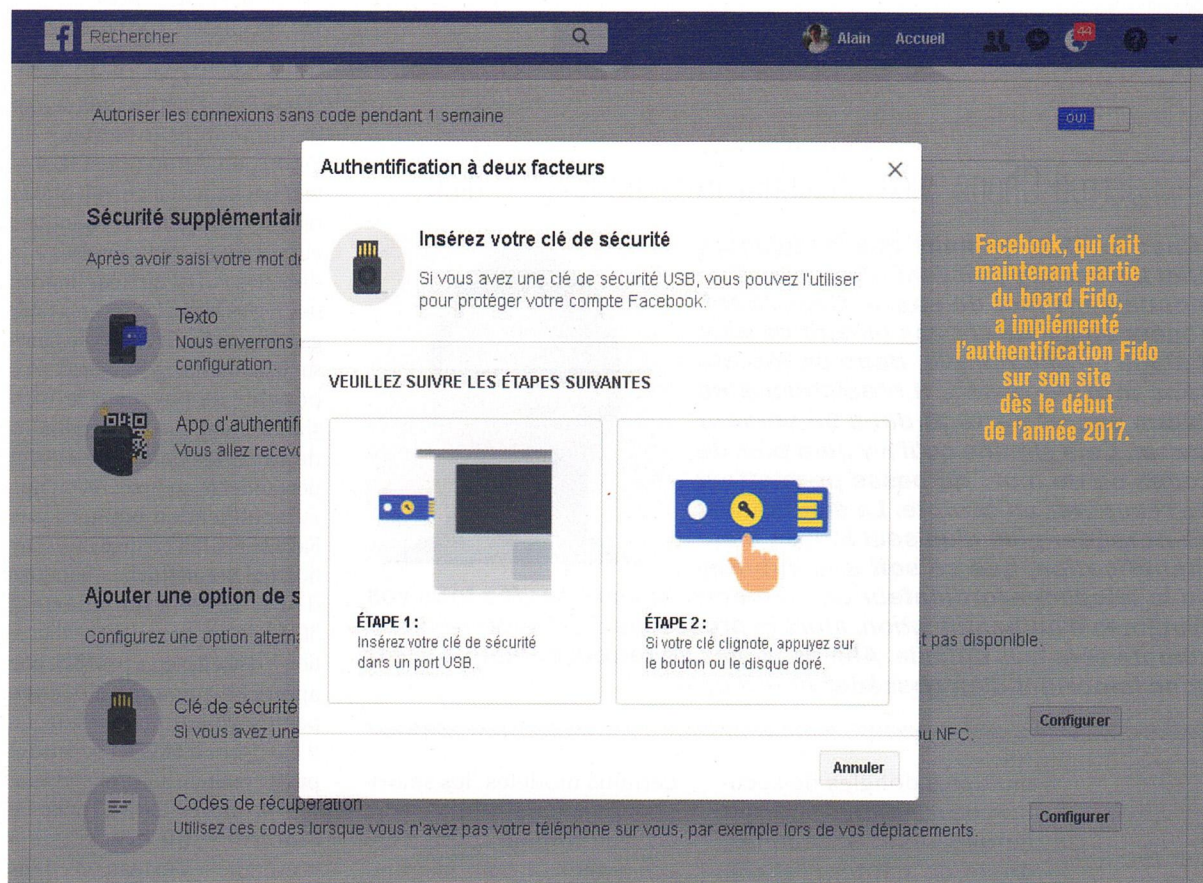 Rechercher
Alain Accueil 44
Autoriser les connexions sans code pendant 1 semaine
OUI
Authentification à deux facteurs
Sécurité supplémentair
Après avoir saisi votre mot de
Insérez votre clé de sécurité
Si vous avez une clé de sécurité USB, vous pouvez l'utiliser
pour protéger votre compte Facebook.
Facebook, qui fait
maintenant partie
du board Fido,
a implémenté
l'authentification Fido
sur son site
dès le début
de l'année 2017.
Texto
Nous enverrons
configuration.
App d'authentifi
Vous allez recevo
VEUILLEZ SUIVRE LES ÉTAPES SUIVANTES
ÉTAPE 1 :
Insérez votre clé de sécurité
dans un port USB.
ÉTAPE 2 :
Si votre clé clignote, appuyez sur
le bouton ou le disque doré.
Ajouter une option de s
Configurez une option alterna
t pas disponible.
Clé de sécurité
Si vous avez une
u NFC.
Configurer
Annuler
Codes de récupération
Utilisez ces codes lorsque vous n'avez pas votre téléphone sur vous, par exemple lors de vos déplacements.
Configurer